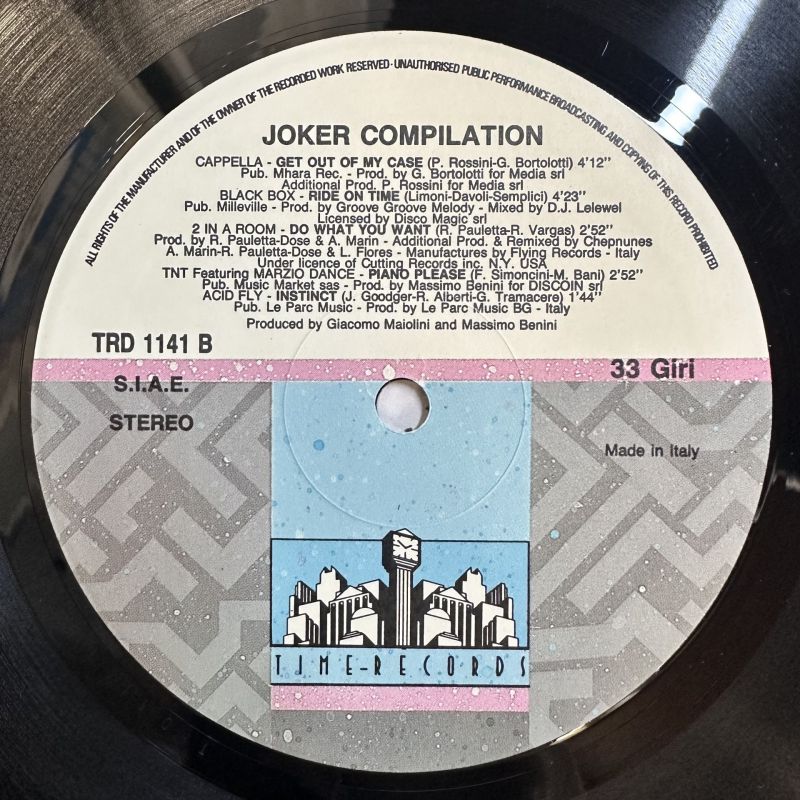 ALL RIGHTS OF THE MANUFACTURER AND OF THE OWNER OF THE RECORDED WORK RESERVED · UNAUTHORISED PUBLIC PERFORMANCE BROADCASTING AND COPYING OF THIS RECORD PROHIBITED
JOKER COMPILATION
CAPPELLA - GET OUT OF MY CASE (P. Rossini-G. Bortolotti) 4'12"
Pub. Mhara Rec. - Prod. by G. Bortolotti for Media srl
Additional Prod. P. Rossini for Media srl
BLACK BOX - RIDE ON TIME (Limoni-Davoli-Semplici) 4'23"
Pub. Milleville - Prod. by Groove Groove Melody - Mixed by D.J. Lelewel
Licensed by Disco Magic srl
2 IN A ROOM - DO WHAT YOU WANT (R. Pauletta-R. Vargas) 2'52"
Prod. by R. Pauletta-Dose & A. Marin - Additional Prod. & Remixed by Chepnunes
A. Marin-R. Pauletta-Dose & L. Flores - Manufactures by Flying Records - Italy
Under licence of Cutting Records inc. N.Y. USA
TNT Featuring MARZIO DANCE - PIANO PLEASE (F. Simoncini-M. Bani) 2'52"
Pub. Music Market sas - Prod. by Massimo Benini for DISCOIN srl
ACID FLY - INSTINCT (J. Goodger-R. Alberti-G. Tramacere) 1'44"
Pub. Le Parc Music - Prod. by Le Parc Music BG - Italy
Produced by Giacomo Maiolini and Massimo Benini
TRD 1141 B
33 Giri
S.I.A.E.
STEREO
Made in Italy
TIME-RECORDS